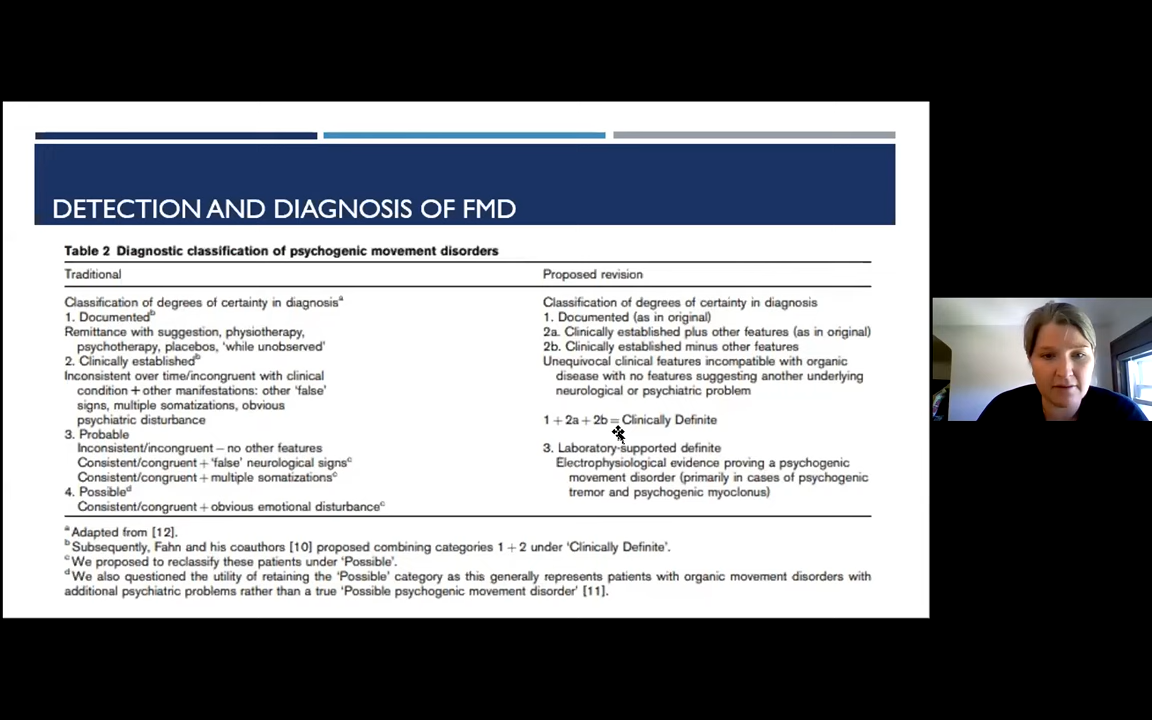 DETECTION AND DIAGNOSIS OF FMD
Table 2 Diagnostic classification of psychogenic movement disorders
Traditional
Classification of degrees of certainty in diagnosisᵃ
1. Documentedᵇ
Remittance with suggestion, physiotherapy,
psychotherapy, placebos, ‘while unobserved’
2. Clinically establishedᵇ
Inconsistent over time/incongruent with clinical
condition + other manifestations: other ‘false’
signs, multiple somatizations, obvious
psychiatric disturbance
3. Probable
Inconsistent/incongruent – no other features
Consistent/congruent + ‘false’ neurological signsᶜ
Consistent/congruent + multiple somatizationsᶜ
4. Possibleᵈ
Consistent/congruent + obvious emotional disturbanceᶜ
Proposed revision
Classification of degrees of certainty in diagnosis
1. Documented (as in original)
2a. Clinically established plus other features (as in original)
2b. Clinically established minus other features
Unequivocal clinical features incompatible with organic
disease with no features suggesting another underlying
neurological or psychiatric problem
1 + 2a + 2b = Clinically Definite
3. Laboratory-supported definite
Electrophysiological evidence proving a psychogenic
movement disorder (primarily in cases of psychogenic
tremor and psychogenic myoclonus)
ᵃ Adapted from [12].
ᵇ Subsequently, Fahn and his coauthors [10] proposed combining categories 1 + 2 under ‘Clinically Definite’.
ᶜ We proposed to reclassify these patients under ‘Possible’.
ᵈ We also questioned the utility of retaining the ‘Possible’ category as this generally represents patients with organic movement disorders with
additional psychiatric problems rather than a true ‘Possible psychogenic movement disorder’ [11].